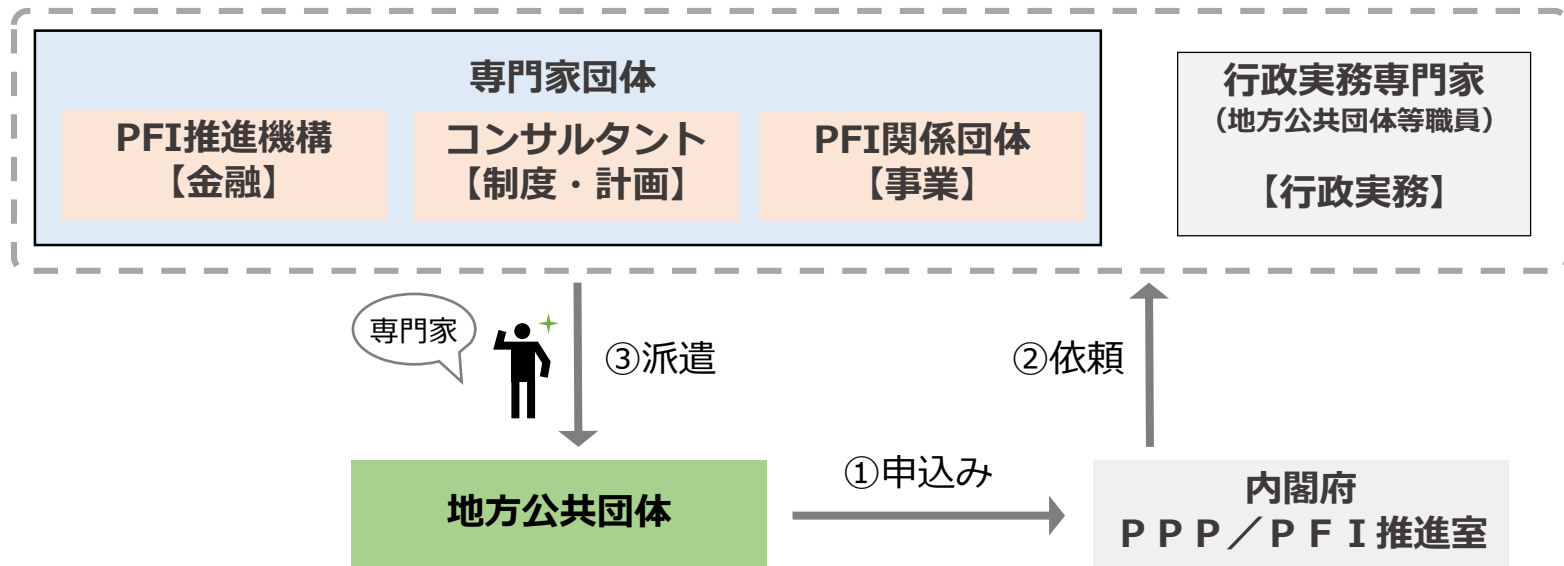 専門家団体
PFI推進機構
【金融】
コンサルタント
【制度・計画】
PFI関係団体
【事業】
行政実務専門家
（地方公共団体等職員）
【行政実務】
専門家
③派遣
②依頼
地方公共団体
①申込み
内閣府
ＰＰＰ／ＰＦＩ推進室